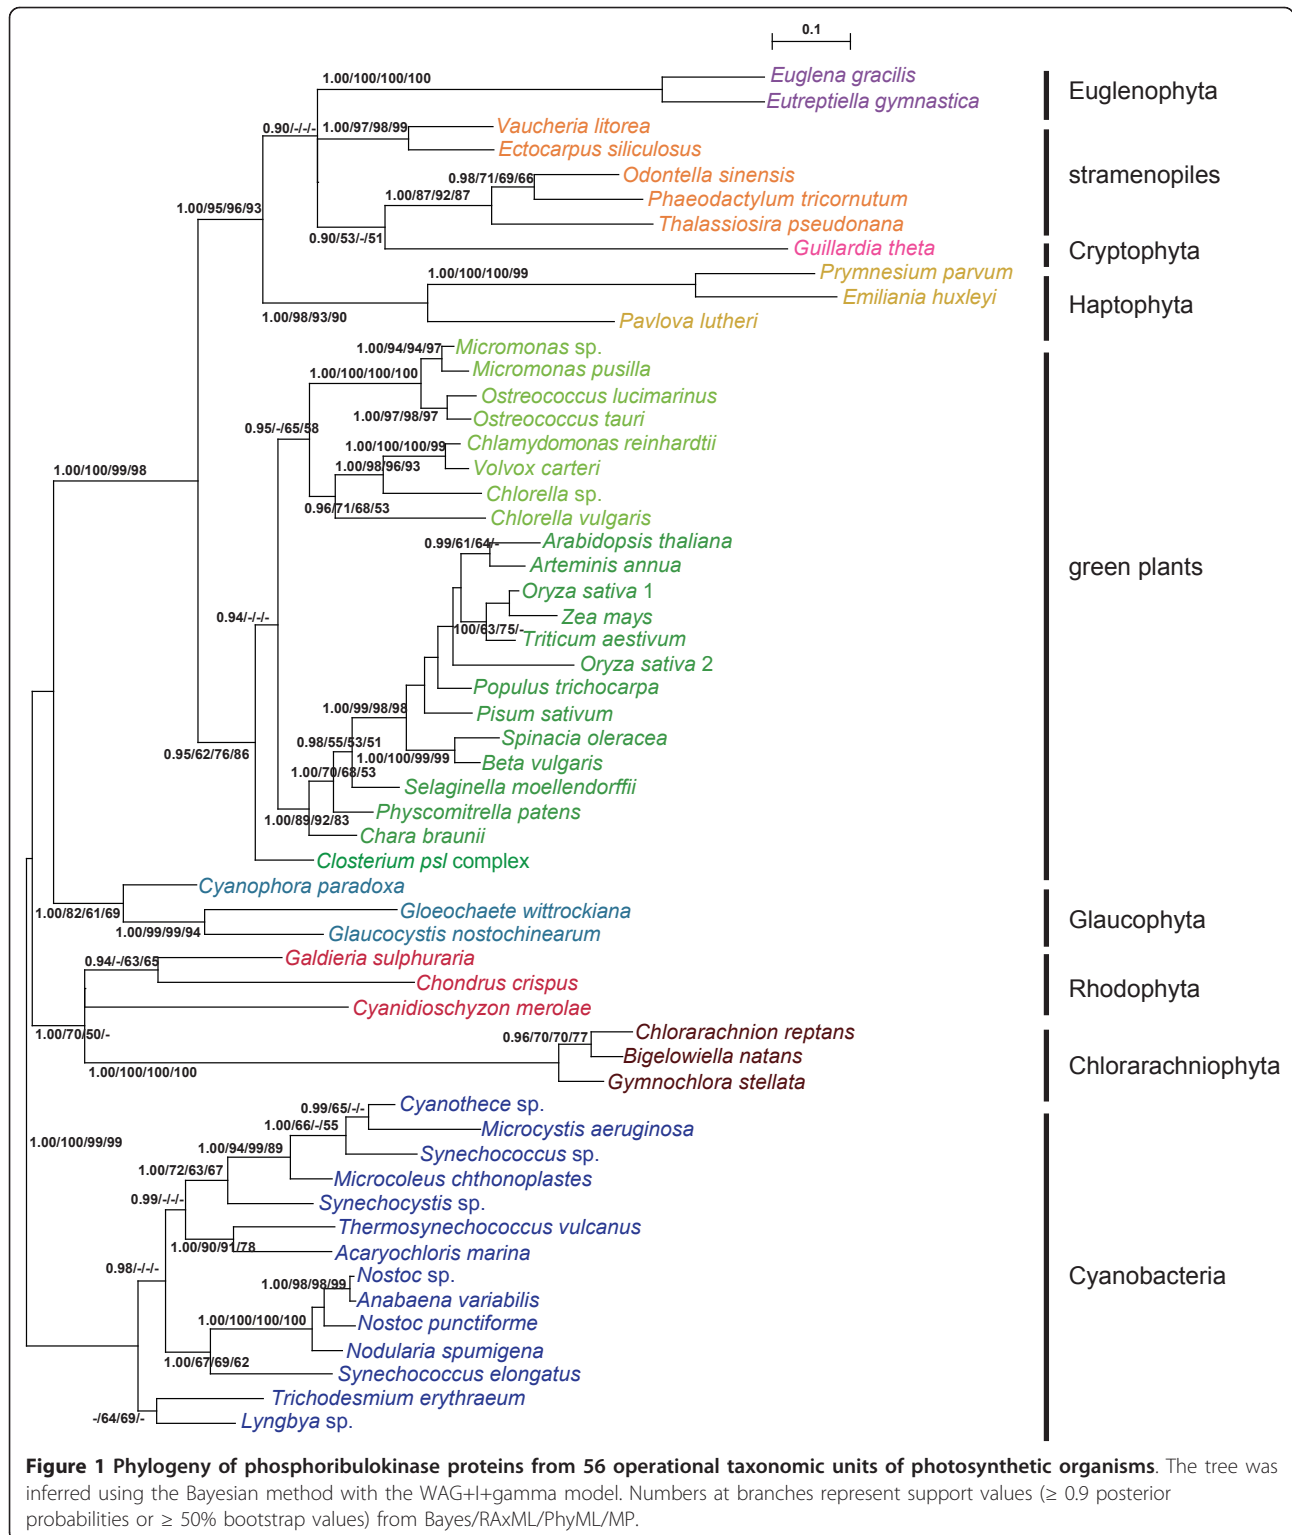 0.1
1.00/100/100/100
Euglena gracilis
Eutreptiella gymnastica
Euglenophyta
0.90/-/-/-
1.00/97/98/99
Vaucheria litorea
Ectocarpus siliculosus
0.98/71/69/66
Odontella sinensis
stramenopiles
1.00/87/92/87
Phaeodactylum tricornutum
1.00/95/96/93
Thalassiosira pseudonana
0.90/53/-/51
Guillardia theta
Cryptophyta
1.00/100/100/99
Prymnesium parvum
Emiliania huxleyi
Haptophyta
1.00/98/93/90
Pavlova lutheri
1.00/94/94/97
Micromonas sp.
1.00/100/100/100
Micromonas pusilla
Ostreococcus lucimarinus
1.00/97/98/97
Ostreococcus tauri
0.95/-/65/58
1.00/100/100/99
Chlamydomonas reinhardtii
1.00/100/99/98
1.00/98/96/93
Volvox carteri
Chlorella sp.
0.96/71/68/53
Chlorella vulgaris
0.99/61/64/-
Arabidopsis thaliana
Arteminis annua
green plants
Oryza sativa 1
Zea mays
0.94/-/-/-
100/63/75/-
Triticum aestivum
Oryza sativa 2
Populus trichocarpa
1.00/99/98/98
Pisum sativum
0.98/55/53/51
Spinacia oleracea
0.95/62/76/86
1.00/100/99/99
Beta vulgaris
1.00/70/68/53
Selaginella moellendorffii
Physcomitrella patens
1.00/89/92/83
Chara braunii
Closterium psl complex
Cyanophora paradoxa
1.00/82/61/69
Gloeochaete wittrockiana
Glaucophyta
1.00/99/99/94
Glaucocystis nostochinearum
0.94/-/63/65
Galdieria sulphuraria
Chondrus crispus
Rhodophyta
Cyanidioschyzon merolae
1.00/70/50/-
0.96/70/70/77
Chlorarachnion reptans
Bigelowiella natans
Chlorarachniophyta
1.00/100/100/100
Gymnochlora stellata
0.99/65/-/-
Cyanothece sp.
1.00/66/-/55
Microcystis aeruginosa
1.00/100/99/99
1.00/94/99/89
Synechococcus sp.
1.00/72/63/67
Microcoleus chthonoplastes
0.99/-/-/-
Synechocystis sp.
Thermosynechococcus vulcanus
1.00/90/91/78
Acaryochloris marina
0.98/-/-/-
1.00/98/98/99
Nostoc sp.
Cyanobacteria
Anabaena variabilis
1.00/100/100/100
Nostoc punctiforme
Nodularia spumigena
1.00/67/69/62
Synechococcus elongatus
Trichodesmium erythraeum
-/64/69/-
Lyngbya sp.
Figure 1 Phylogeny of phosphoribulokinase proteins from 56 operational taxonomic units of photosynthetic organisms. The tree was
inferred using the Bayesian method with the WAG+I+gamma model. Numbers at branches represent support values (≥ 0.9 posterior
probabilities or ≥ 50% bootstrap values) from Bayes/RAxML/PhyML/MP.